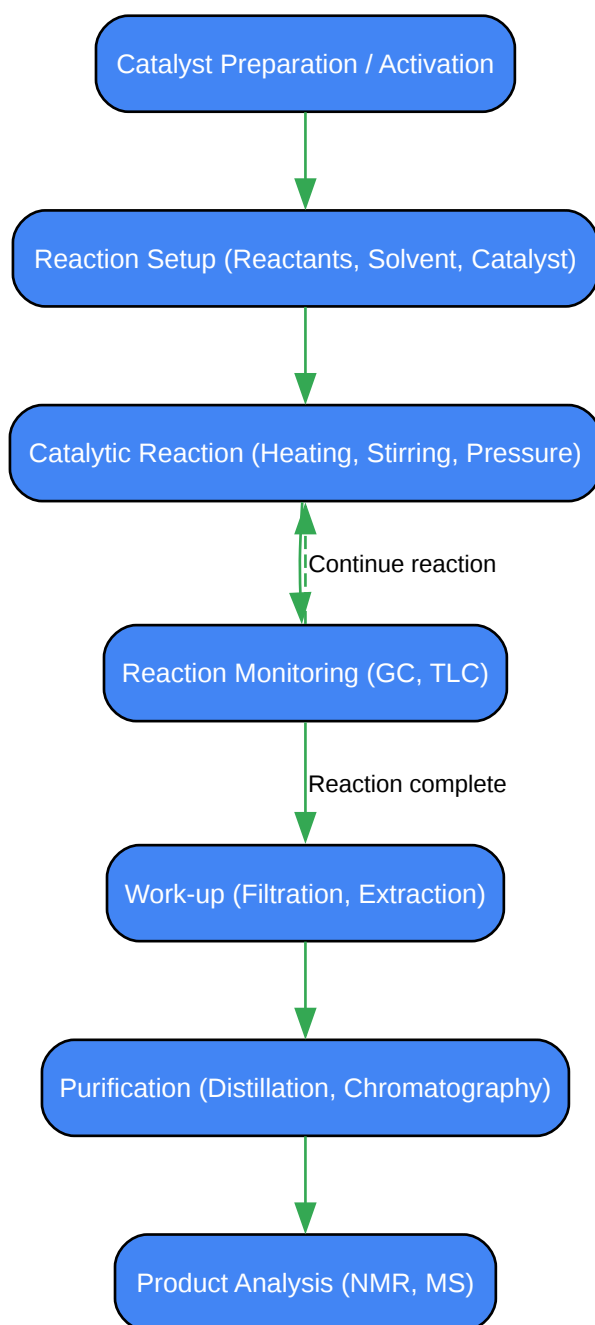 Catalyst Preparation / Activation
Reaction Setup (Reactants, Solvent, Catalyst)
Catalytic Reaction (Heating, Stirring, Pressure)
Continue reaction
Reaction Monitoring (GC, TLC)
Reaction complete
Work-up (Filtration, Extraction)
Purification (Distillation, Chromatography)
Product Analysis (NMR, MS)